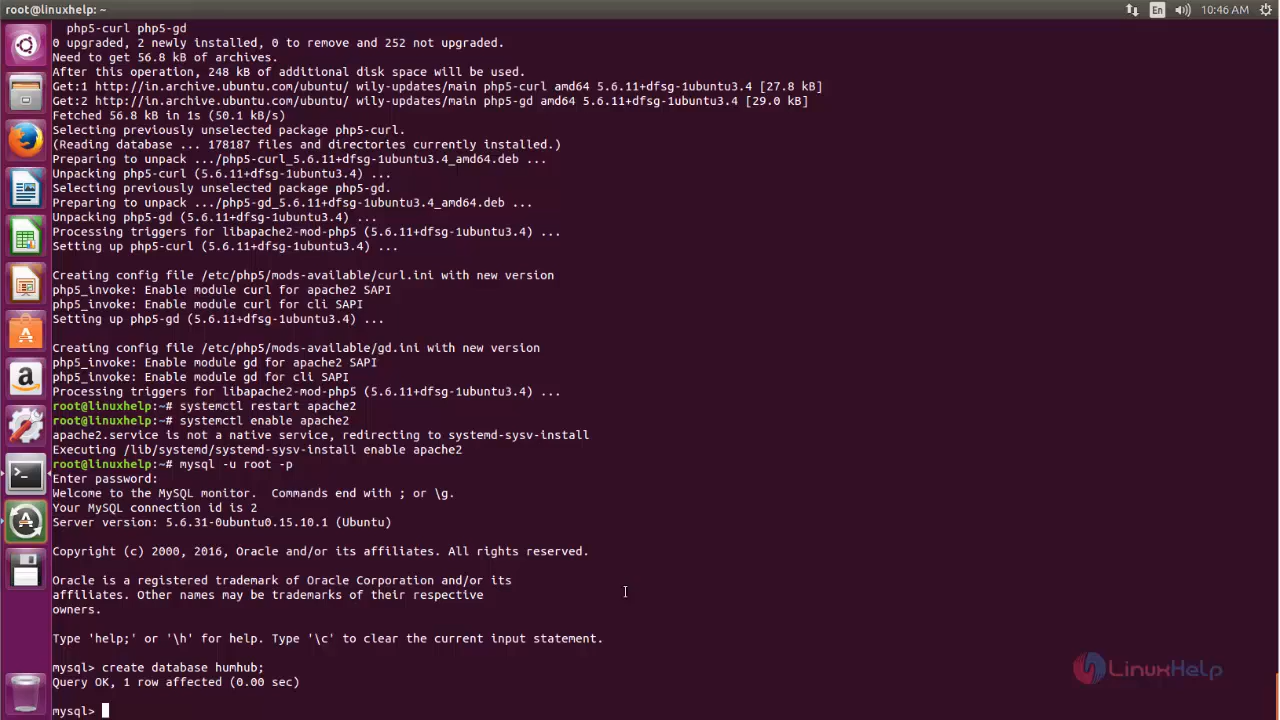 root@linuxhelp: ~
En
10:46 AM
php5-curl php5-gd
0 upgraded, 2 newly installed, 0 to remove and 252 not upgraded.
Need to get 56.8 kB of archives.
After this operation, 248 kB of additional disk space will be used.
Get:1 http://in.archive.ubuntu.com/ubuntu/ wily-updates/main php5-curl amd64 5.6.11+dfsg-1ubuntu3.4 [27.8 kB]
Get:2 http://in.archive.ubuntu.com/ubuntu/ wily-updates/main php5-gd amd64 5.6.11+dfsg-1ubuntu3.4 [29.0 kB]
Fetched 56.8 kB in 1s (50.1 kB/s)
Selecting previously unselected package php5-curl.
(Reading database ... 178187 files and directories currently installed.)
Preparing to unpack .../php5-curl_5.6.11+dfsg-1ubuntu3.4_amd64.deb ...
Unpacking php5-curl (5.6.11+dfsg-1ubuntu3.4) ...
Selecting previously unselected package php5-gd.
Preparing to unpack .../php5-gd_5.6.11+dfsg-1ubuntu3.4_amd64.deb ...
Unpacking php5-gd (5.6.11+dfsg-1ubuntu3.4) ...
Processing triggers for libapache2-mod-php5 (5.6.11+dfsg-1ubuntu3.4) ...
Setting up php5-curl (5.6.11+dfsg-1ubuntu3.4) ...
Creating config file /etc/php5/mods-available/curl.ini with new version
php5_invoke: Enable module curl for apache2 SAPI
php5_invoke: Enable module curl for cli SAPI
Setting up php5-gd (5.6.11+dfsg-1ubuntu3.4) ...
Creating config file /etc/php5/mods-available/gd.ini with new version
php5_invoke: Enable module gd for apache2 SAPI
php5_invoke: Enable module gd for cli SAPI
Processing triggers for libapache2-mod-php5 (5.6.11+dfsg-1ubuntu3.4) ...
root@linuxhelp:~# systemctl restart apache2
root@linuxhelp:~# systemctl enable apache2
apache2.service is not a native service, redirecting to systemd-sysv-install
Executing /lib/systemd/systemd-sysv-install enable apache2
root@linuxhelp:~# mysql -u root -p
Enter password:
Welcome to the MySQL monitor.  Commands end with ; or \g.
Your MySQL connection id is 2
Server version: 5.6.31-0ubuntu0.15.10.1 (Ubuntu)
Copyright (c) 2000, 2016, Oracle and/or its affiliates. All rights reserved.
Oracle is a registered trademark of Oracle Corporation and/or its
affiliates. Other names may be trademarks of their respective
owners.
Type 'help;' or '\h' for help. Type '\c' to clear the current input statement.
mysql> create database humhub;
Query OK, 1 row affected (0.00 sec)
mysql>
LinuxHelp